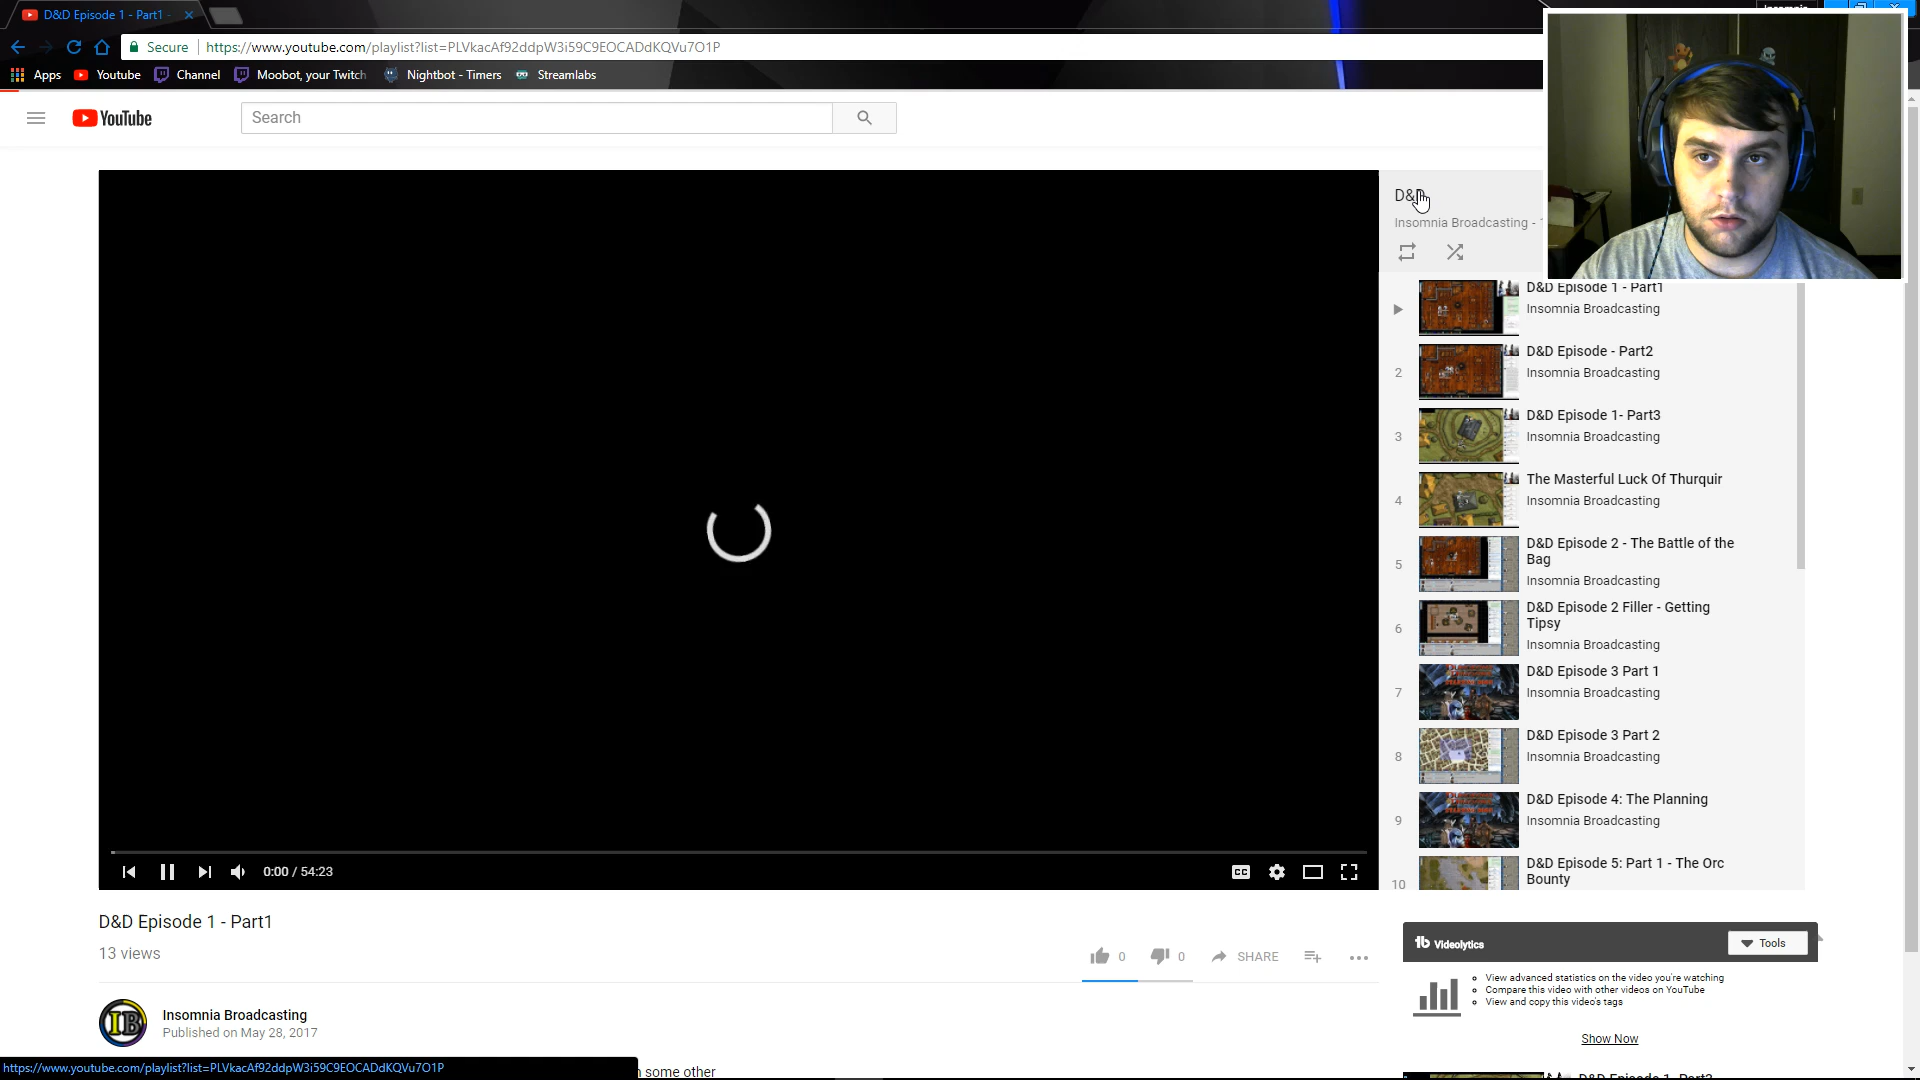 D&D Episode 1 - Part1 -
Secure https://www.youtube.com/playlist?list=PLVkacAf92ddpW3i59C9EOCADdKQVu7O1P
Apps Youtube Channel Moobot, your Twitch Nightbot - Timers Streamlabs
YouTube
Search
D&D
Insomnia Broadcasting -
D&D Episode 1 - Part1
Insomnia Broadcasting
2
D&D Episode - Part2
Insomnia Broadcasting
3
D&D Episode 1- Part3
Insomnia Broadcasting
4
The Masterful Luck Of Thurquir
Insomnia Broadcasting
5
D&D Episode 2 - The Battle of the
Bag
Insomnia Broadcasting
6
D&D Episode 2 Filler - Getting
Tipsy
Insomnia Broadcasting
7
D&D Episode 3 Part 1
Insomnia Broadcasting
8
D&D Episode 3 Part 2
Insomnia Broadcasting
9
D&D Episode 4: The Planning
Insomnia Broadcasting
10
D&D Episode 5: Part 1 - The Orc
Bounty
0:00 / 54:23
CC
D&D Episode 1 - Part1
13 views
0 0 SHARE
IB
Insomnia Broadcasting
Published on May 28, 2017
some other
tb Videolytics
Tools
View advanced statistics on the video you're watching
Compare this video with other videos on YouTube
View and copy this video's tags
Show Now
D&D Episode 1- Part3
https://www.youtube.com/playlist?list=PLVkacAf92ddpW3i59C9EOCADdKQVu7O1P